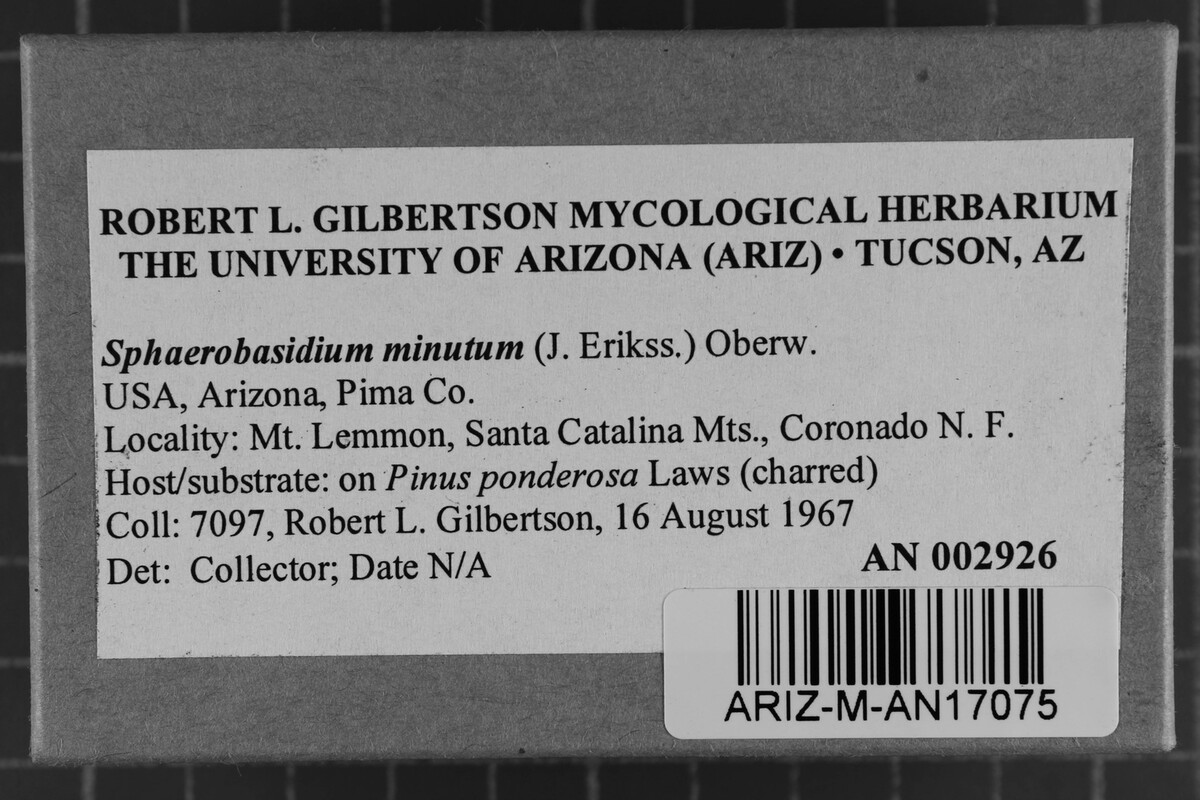 ROBERT L. GILBERTSON MYCOLOGICAL HERBARIUM
THE UNIVERSITY OF ARIZONA (ARIZ) • TUCSON, AZ
Sphaerobasidium minutum (J. Erikss.) Oberw.
USA, Arizona, Pima Co.
Locality: Mt. Lemmon, Santa Catalina Mts., Coronado N. F.
Host/substrate: on Pinus ponderosa Laws (charred)
Coll: 7097, Robert L. Gilbertson, 16 August 1967
Det: Collector; Date N/A
AN 002926
ARIZ-M-AN17075